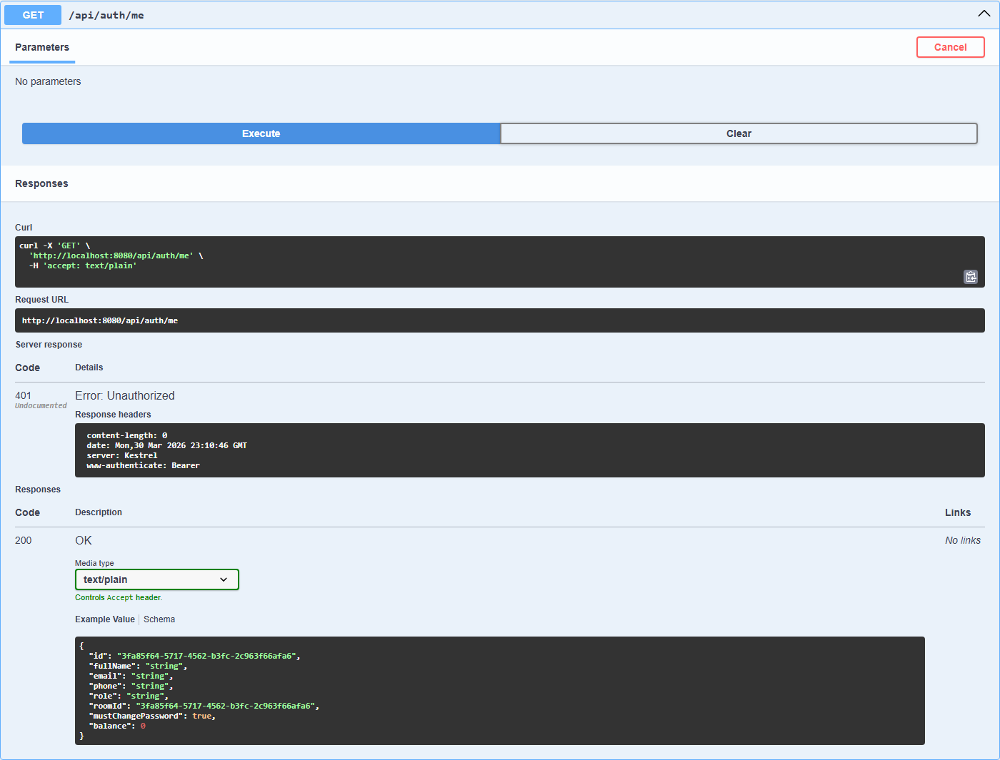 GET /api/auth/me
Parameters
Cancel
No parameters
Execute
Clear
Responses
Curl
curl -X 'GET' \
  'http://localhost:8080/api/auth/me' \
  -H 'accept: text/plain'
Request URL
http://localhost:8080/api/auth/me
Server response
Code Details
401 Error: Unauthorized
Undocumented
Response headers
content-length: 0
date: Mon,30 Mar 2026 23:10:46 GMT
server: Kestrel
www-authenticate: Bearer
Responses
Code Description Links
200 OK No links
Media type
text/plain
Controls Accept header.
Example Value Schema
{
  "id": "3fa85f64-5717-4562-b3fc-2c963f66afa6",
  "fullName": "string",
  "email": "string",
  "phone": "string",
  "role": "string",
  "roomId": "3fa85f64-5717-4562-b3fc-2c963f66afa6",
  "mustChangePassword": true,
  "balance": 0
}